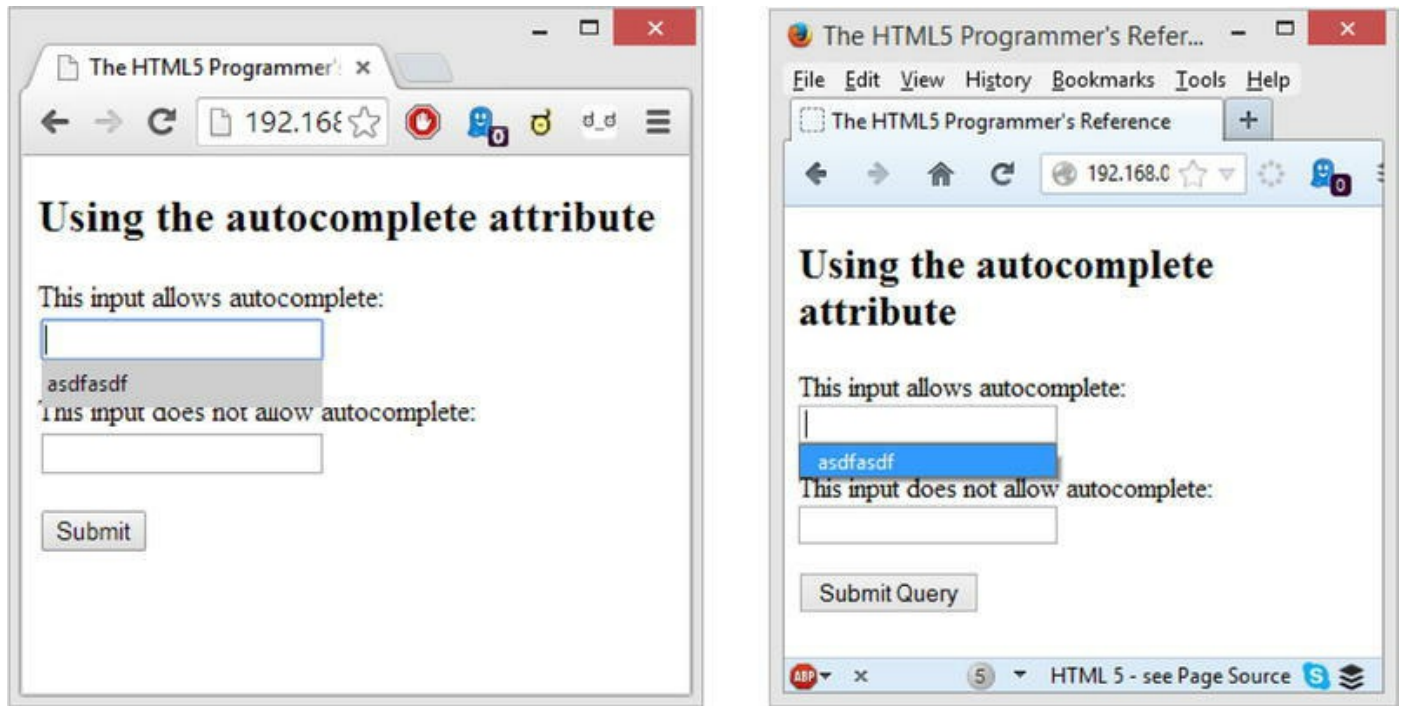 The HTML5 Programmer's
192.168
0
ಠ_ಠ
Using the autocomplete attribute
This input allows autocomplete:
asdfasdf
This input does not allow autocomplete:
Submit
The HTML5 Programmer's Refer...
File Edit View History Bookmarks Tools Help
The HTML5 Programmer's Reference
192.168.0
0
Using the autocomplete
attribute
This input allows autocomplete:
asdfasdf
This input does not allow autocomplete:
Submit Query
ABP 5 HTML 5 - see Page Source S